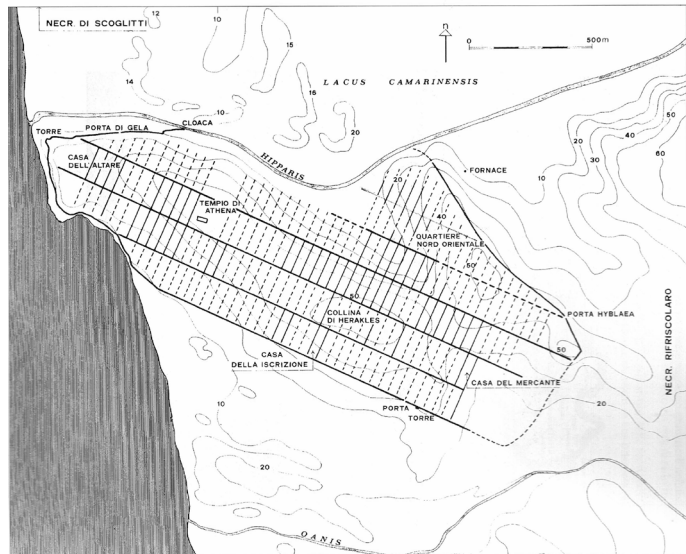 NECR. DI SCOGLITTI
12
10
15
n
0
500m
14
16
LACUS CAMARINENSIS
10
20
50
40
20
30
60
10
TORRE
PORTA DI GELA
CLOACA
HIPPARIS
FORNACE
CASA
DELL'ALTARE
20
TEMPIO DI
ATHENA
40
QUARTIERE
NORD ORIENTALE
50
50
COLLINA
DI HERAKLES
PORTA HYBLAEA
NECR. RIFRISCOLARO
50
CASA
DELLA ISCRIZIONE
CASA DEL MERCANTE
PORTA
TORRE
10
20
20
OANIS